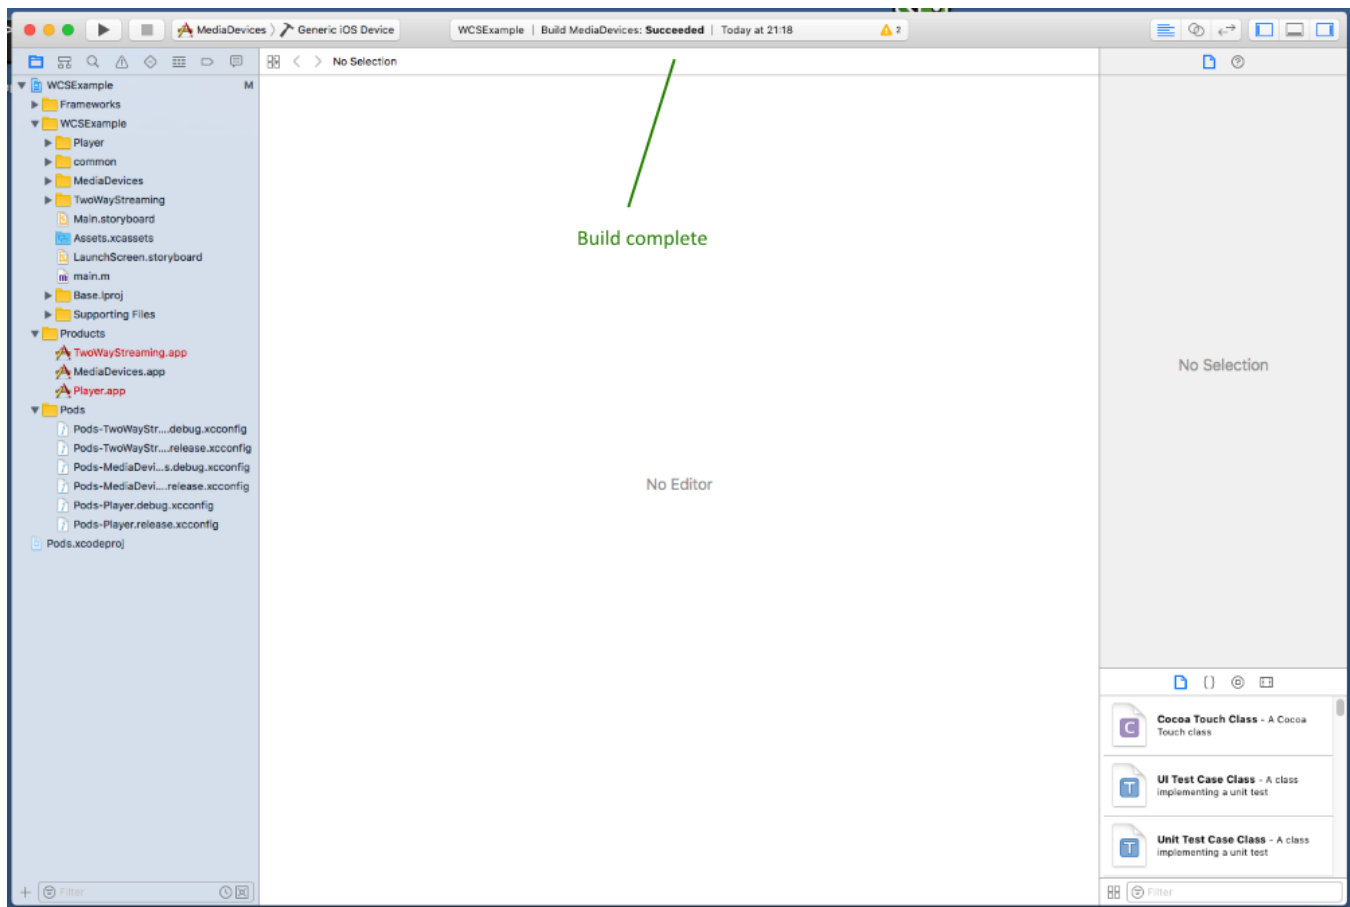 MediaDevices Generic iOS Device
WCSExample | Build MediaDevices: Succeeded | Today at 21:18
2
No Selection
WCSExample M
Frameworks
WCSExample
Player
common
MediaDevices
TwoWayStreaming
Main.storyboard
Assets.xcassets
LaunchScreen.storyboard
main.m
Base.lproj
Supporting Files
Products
TwoWayStreaming.app
MediaDevices.app
Player.app
Pods
Pods-TwoWayStr....debug.xcconfig
Pods-TwoWayStr....release.xcconfig
Pods-MediaDevi...s.debug.xcconfig
Pods-MediaDevi....release.xcconfig
Pods-Player.debug.xcconfig
Pods-Player.release.xcconfig
Pods.xcodeproj
Filter
Build complete
No Editor
No Selection
Cocoa Touch Class - A Cocoa
Touch class
UI Test Case Class - A class
implementing a unit test
Unit Test Case Class - A class
implementing a unit test
Filter